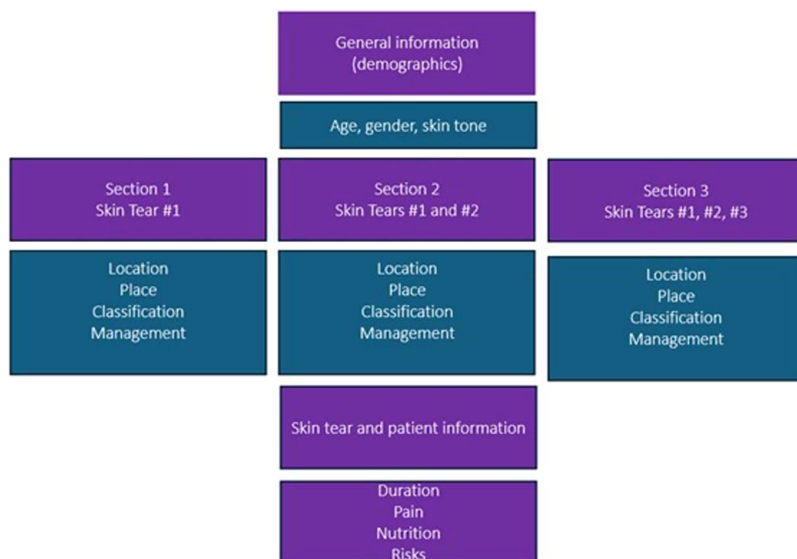 General information
(demographics)
Age, gender, skin tone
Section 1
Skin Tear #1
Section 2
Skin Tears #1 and #2
Section 3
Skin Tears #1, #2, #3
Location
Place
Classification
Management
Location
Place
Classification
Management
Location
Place
Classification
Management
Skin tear and patient information
Duration
Pain
Nutrition
Risks